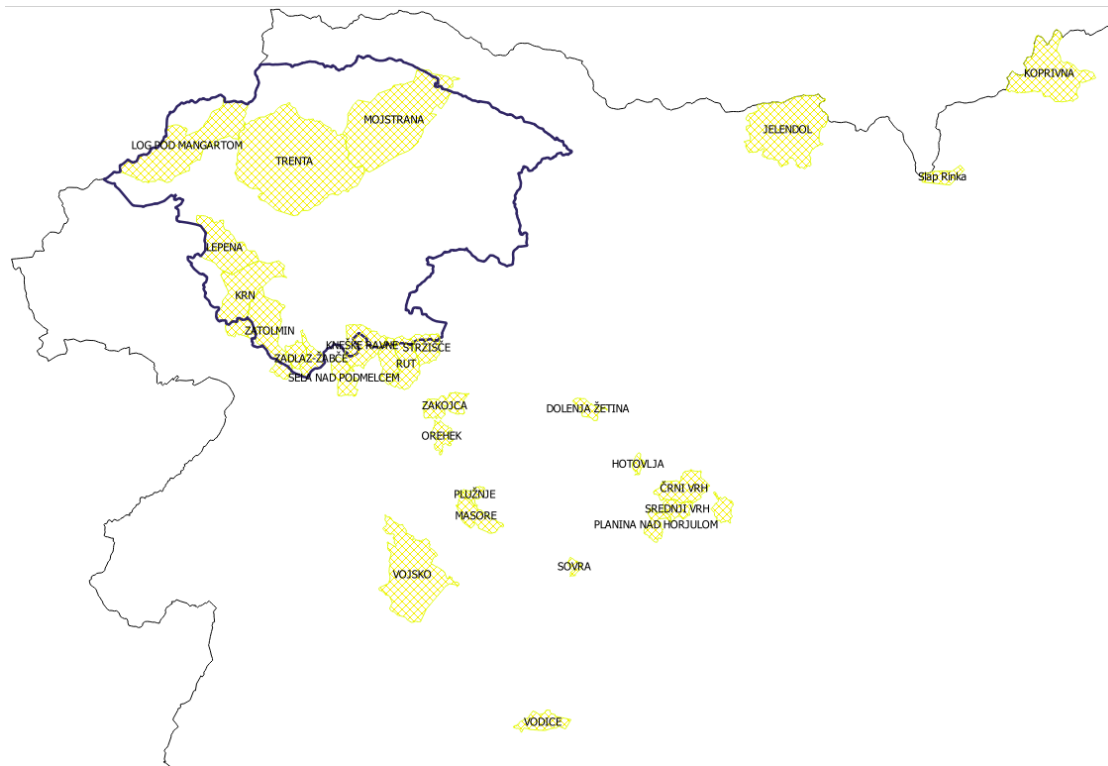 KOPRIVNA
MOJSTRANA
JELENDOL
LOG POD MANGARTOM
TRENTA
Slap Rinka
LEPENA
KRN
ZATOLMIN
KNEŠKE RAVNE
STRŽIŠČE
ZADLAZ-ŽABČE
RUT
SELA NAD PODMELCEM
ZAKOJCA
DOLENJA ŽETINA
OREHEK
HOTOVLJA
ČRNI VRH
PLUŽNJE
SREDNJI VRH
MASORE
PLANINA NAD HORJULOM
SOVRA
VOJSKO
VODICE